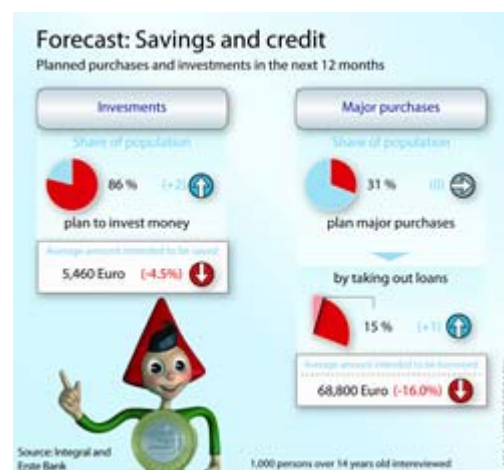 Forecast: Savings and credit
Planned purchases and investments in the next 12 months
Invesments
Share of population
86 % (+2)
plan to invest money
Average amount intended to be saved
5,460 Euro (-4.5%)
Major purchases
Share of population
31 % (0)
plan major purchases
by taking out loans
15 % (+1)
Average amount intended to be borrowed
68,800 Euro (-16.0%)
Source: Integral and
Erste Bank
1,000 persons over 14 years old intereviewed